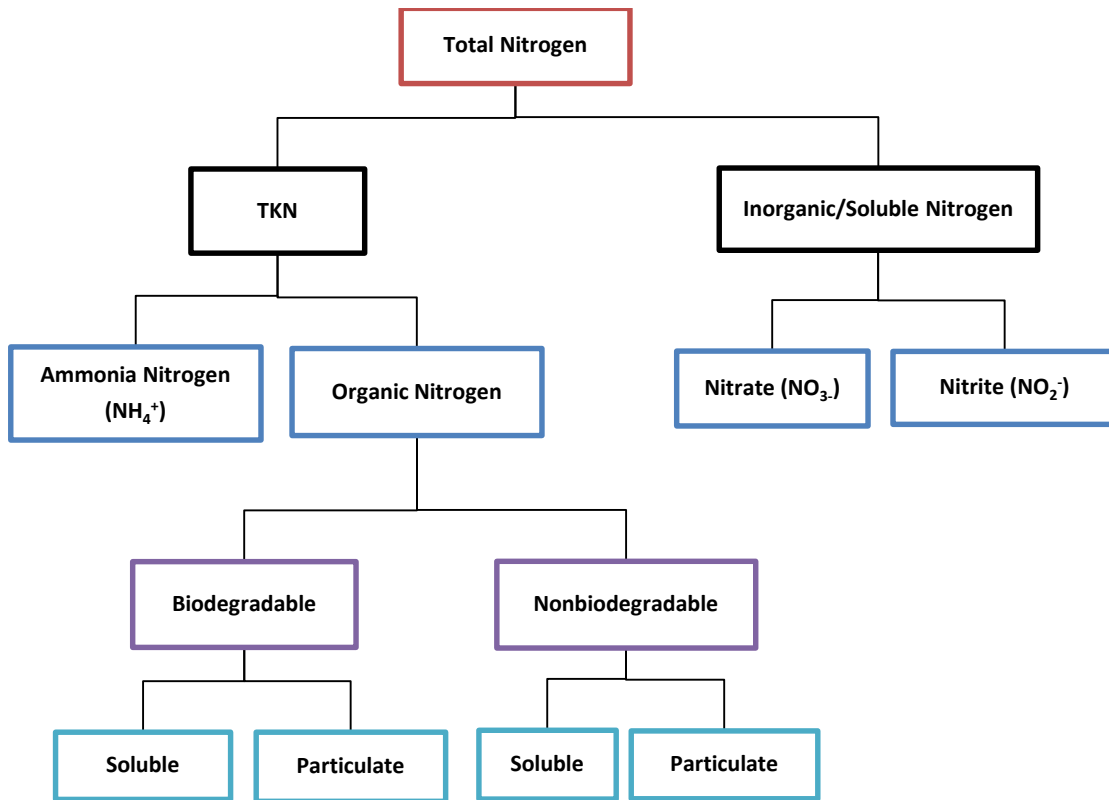 Total Nitrogen
TKN
Inorganic/Soluble Nitrogen
Ammonia Nitrogen
(NH₄⁺)
Organic Nitrogen
Nitrate (NO₃₋)
Nitrite (NO₂⁻)
Biodegradable
Nonbiodegradable
Soluble
Particulate
Soluble
Particulate